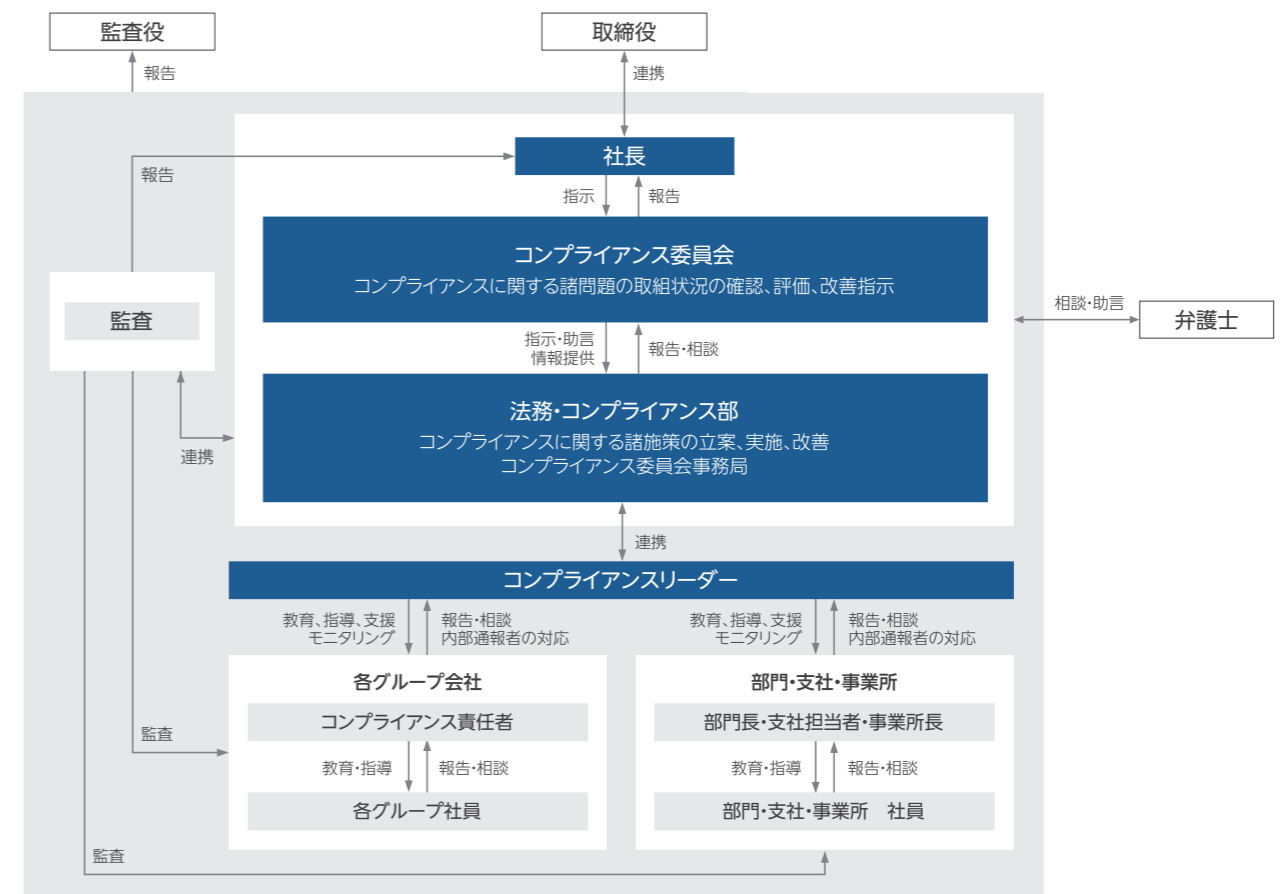 監査役
取締役
報告
連携
社長
報告
指示
報告
コンプライアンス委員会
コンプライアンスに関する諸問題の取組状況の確認、評価、改善指示
監査
相談・助言
弁護士
指示・助言
情報提供
報告・相談
法務・コンプライアンス部
コンプライアンスに関する諸施策の立案、実施、改善
コンプライアンス委員会事務局
連携
連携
コンプライアンスリーダー
教育、指導、支援
モニタリング
報告・相談
内部通報者の対応
教育、指導、支援
モニタリング
報告・相談
内部通報者の対応
各グループ会社
コンプライアンス責任者
教育・指導
報告・相談
各グループ社員
部門・支社・事業所
部門長・支社担当者・事業所長
教育・指導
報告・相談
部門・支社・事業所　社員
監査
監査